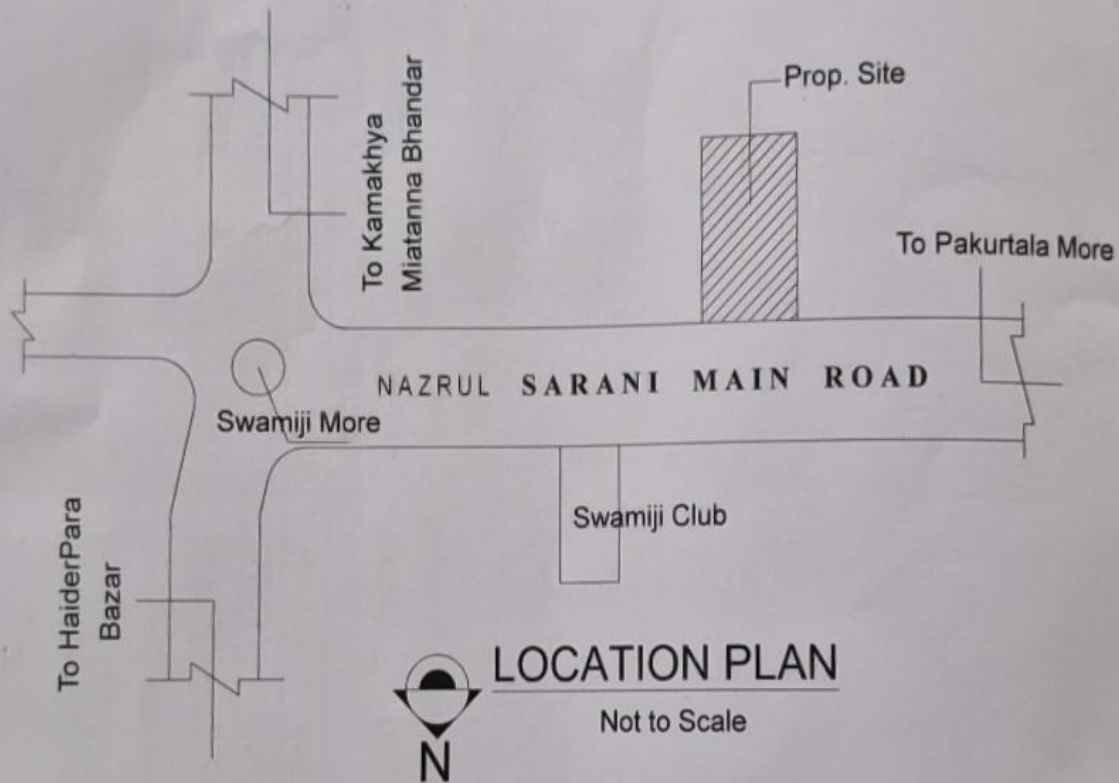 Prop. Site
To Kamakhya
Miatanna Bhandar
To Pakurtala More
NAZRUL SARANI MAIN ROAD
Swamiji More
Swamiji Club
To HaiderPara
Bazar
LOCATION PLAN
Not to Scale
N